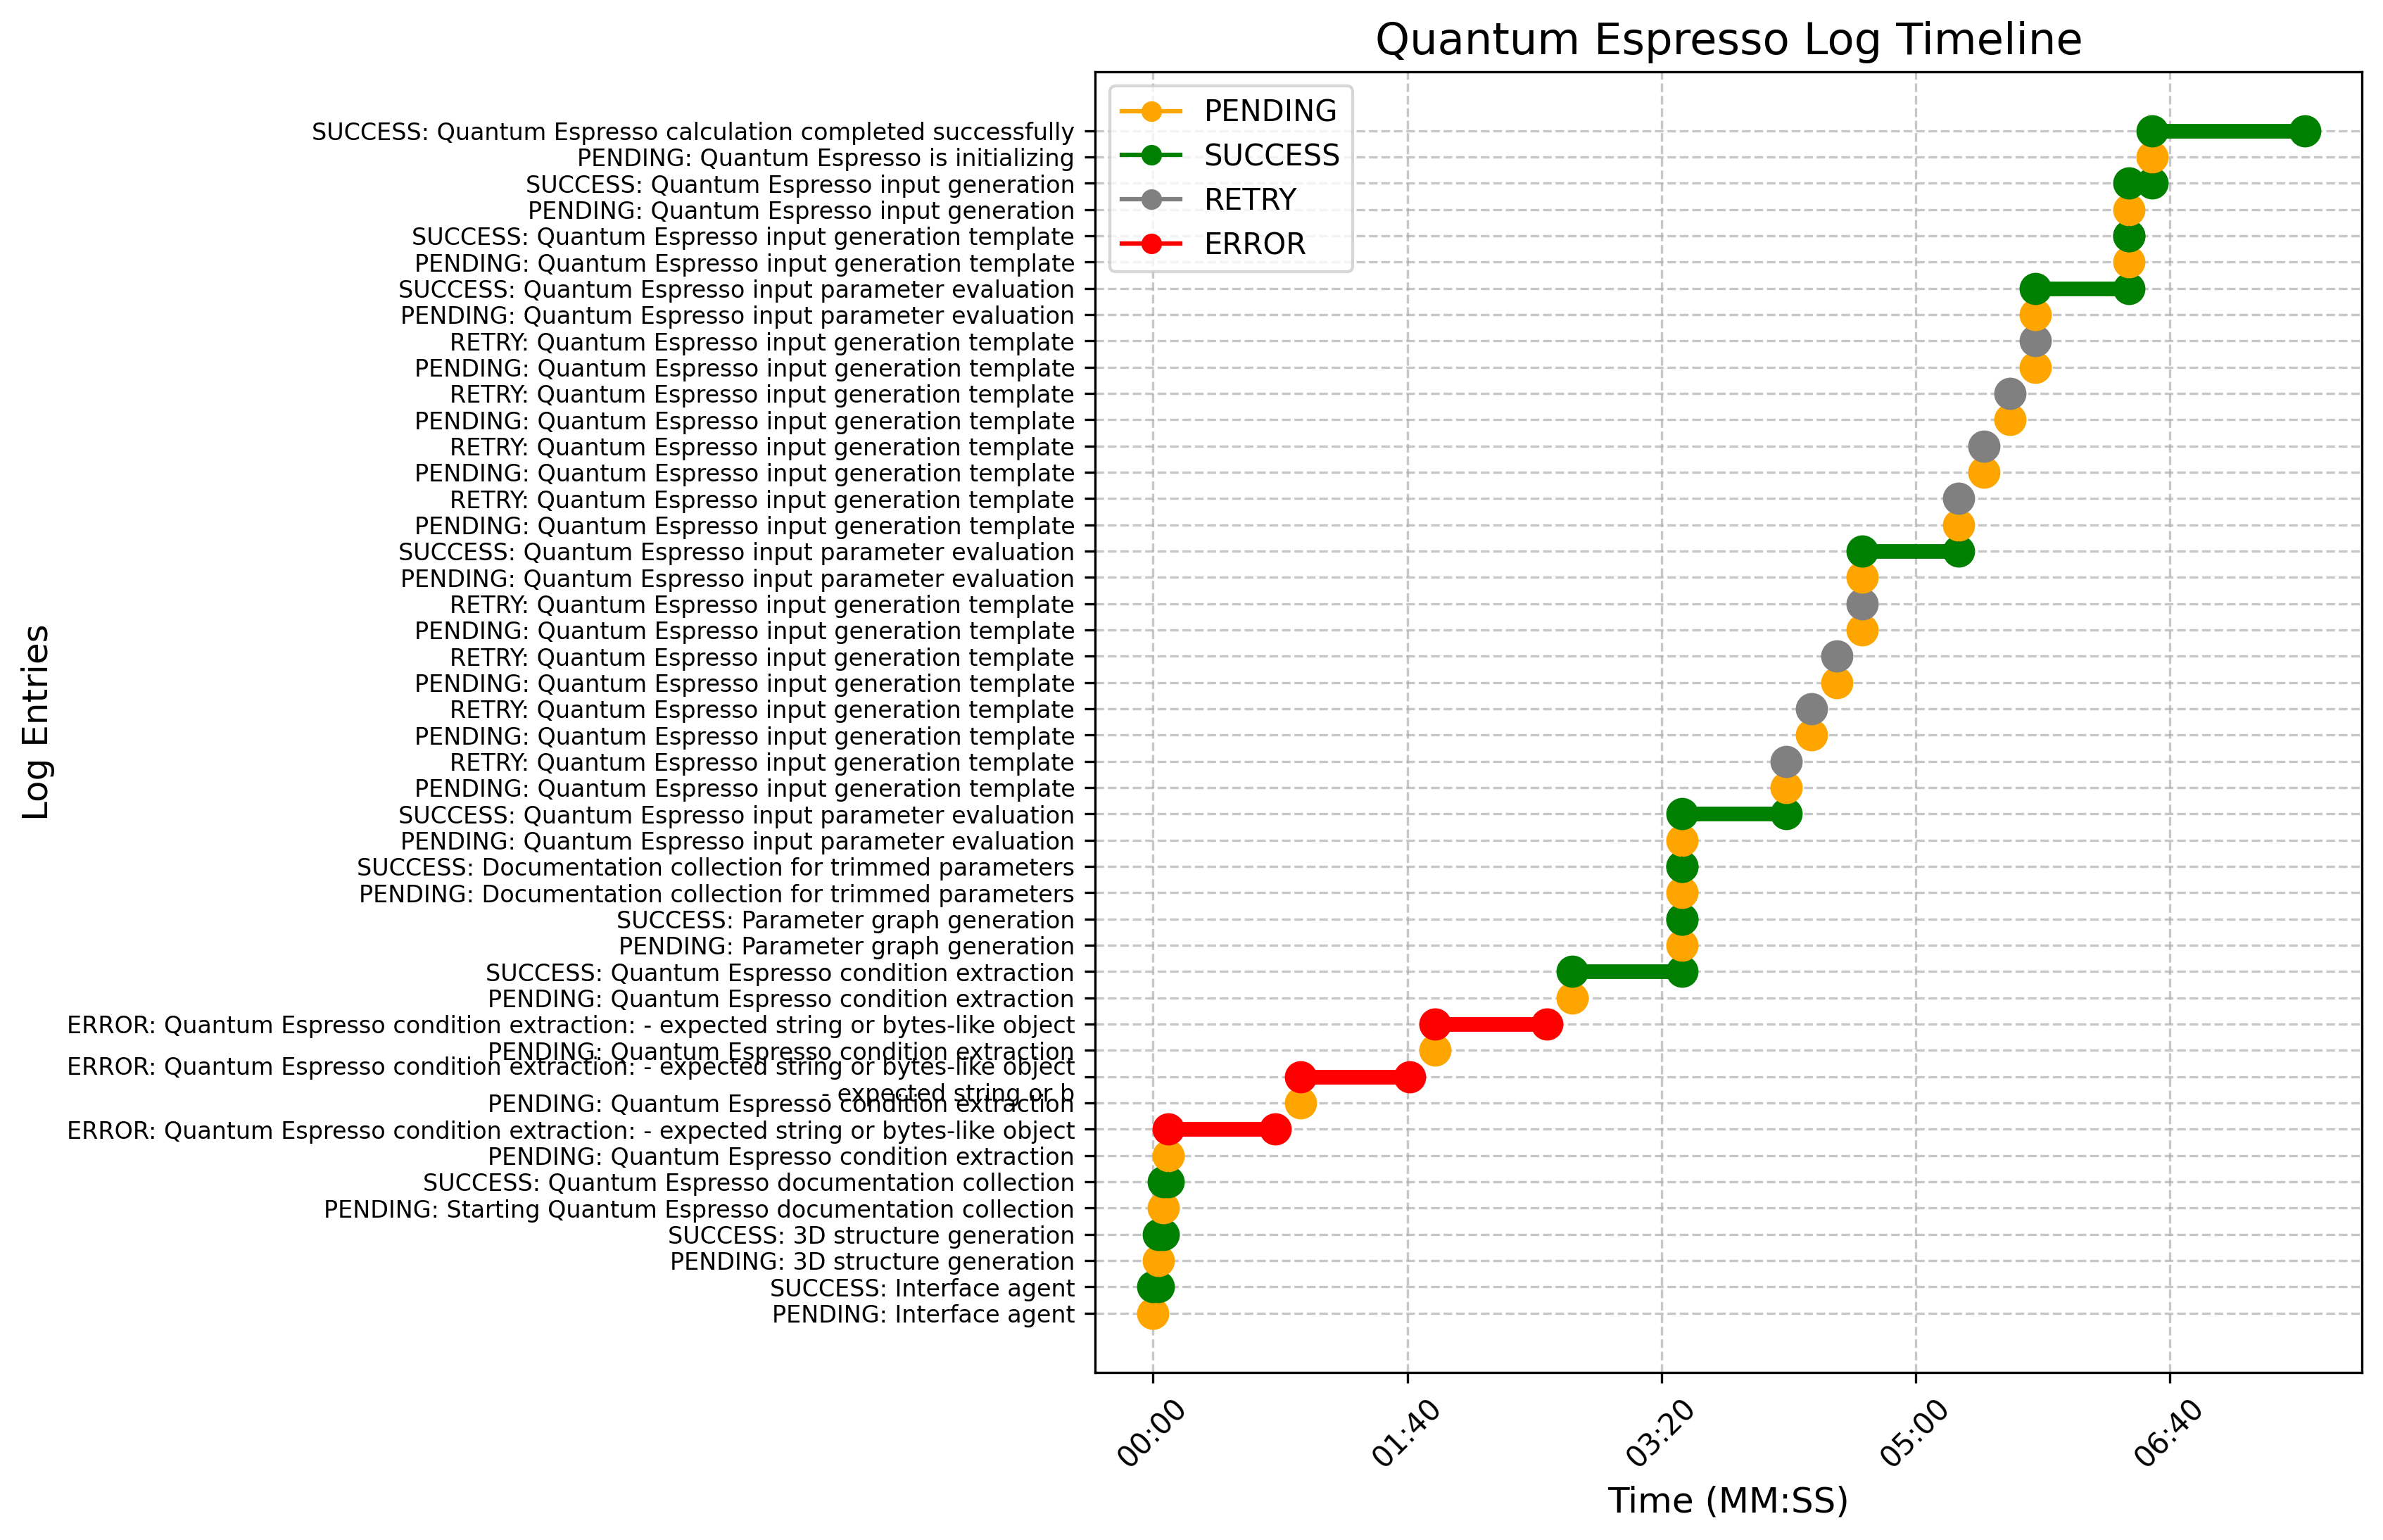 Quantum Espresso Log Timeline
PENDING
SUCCESS
RETRY
ERROR
SUCCESS: Quantum Espresso calculation completed successfully
PENDING: Quantum Espresso is initializing
SUCCESS: Quantum Espresso input generation
PENDING: Quantum Espresso input generation
SUCCESS: Quantum Espresso input generation template
PENDING: Quantum Espresso input generation template
SUCCESS: Quantum Espresso input parameter evaluation
PENDING: Quantum Espresso input parameter evaluation
RETRY: Quantum Espresso input generation template
PENDING: Quantum Espresso input generation template
RETRY: Quantum Espresso input generation template
PENDING: Quantum Espresso input generation template
RETRY: Quantum Espresso input generation template
PENDING: Quantum Espresso input generation template
RETRY: Quantum Espresso input generation template
PENDING: Quantum Espresso input generation template
SUCCESS: Quantum Espresso input parameter evaluation
PENDING: Quantum Espresso input parameter evaluation
RETRY: Quantum Espresso input generation template
PENDING: Quantum Espresso input generation template
RETRY: Quantum Espresso input generation template
PENDING: Quantum Espresso input generation template
RETRY: Quantum Espresso input generation template
PENDING: Quantum Espresso input generation template
RETRY: Quantum Espresso input generation template
PENDING: Quantum Espresso input generation template
SUCCESS: Quantum Espresso input parameter evaluation
PENDING: Quantum Espresso input parameter evaluation
SUCCESS: Documentation collection for trimmed parameters
PENDING: Documentation collection for trimmed parameters
SUCCESS: Parameter graph generation
PENDING: Parameter graph generation
SUCCESS: Quantum Espresso condition extraction
PENDING: Quantum Espresso condition extraction
ERROR: Quantum Espresso condition extraction: - expected string or bytes-like object
PENDING: Quantum Espresso condition extraction
ERROR: Quantum Espresso condition extraction: - expected string or bytes-like object
- expected string or b
PENDING: Quantum Espresso condition extraction
ERROR: Quantum Espresso condition extraction: - expected string or bytes-like object
PENDING: Quantum Espresso condition extraction
SUCCESS: Quantum Espresso documentation collection
PENDING: Starting Quantum Espresso documentation collection
SUCCESS: 3D structure generation
PENDING: 3D structure generation
SUCCESS: Interface agent
PENDING: Interface agent
Log Entries
00:00
01:40
03:20
05:00
06:40
Time (MM:SS)